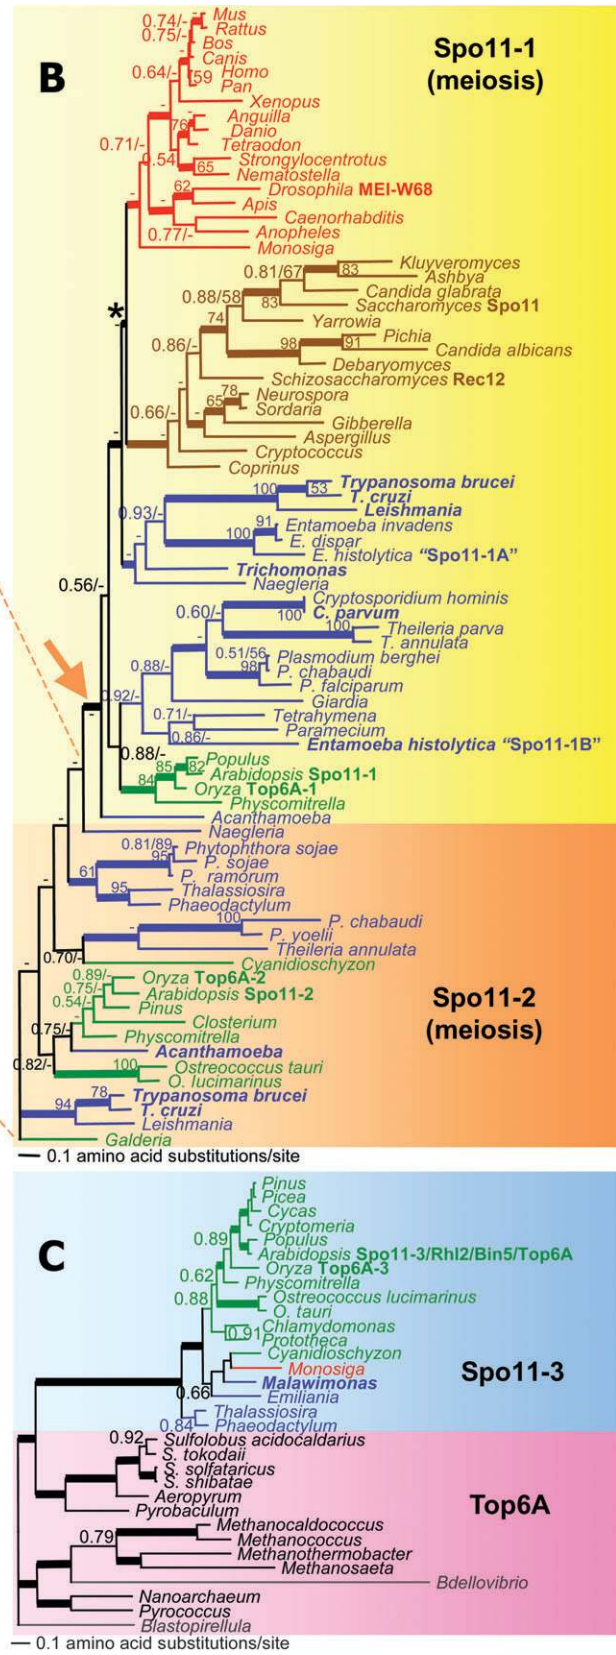 B
Spo11-1
(meiosis)
0.74/-
0.75/-
Mus
Rattus
Bos
Canis
0.64/-
59
Homo
Pan
Xenopus
0.71/-
76
Anguilla
Danio
Tetraodon
0.54
65
Strongylocentrotus
Nematostella
62
Drosophila MEI-W68
Apis
Caenorhabditis
0.77/-
Anopheles
Monosiga
0.81/67
83
Kluyveromyces
Ashbya
0.88/58
83
Candida glabrata
Saccharomyces Spo11
*
74
Yarrowia
98
91
Pichia
Candida albicans
0.86/-
Debaryomyces
Schizosaccharomyces Rec12
78
65
Neurospora
Sordaria
0.66/-
Gibberella
Aspergillus
Cryptococcus
Coprinus
100
53
Trypanosoma brucei
T. cruzi
Leishmania
0.93/-
91
100
Entamoeba invadens
E. dispar
E. histolytica “Spo11-1A”
Trichomonas
Naegleria
0.56/-
0.60/-
100
Cryptosporidium hominis
C. parvum
100
Theileria parva
T. annulata
0.51/56
98
Plasmodium berghei
P. chabaudi
P. falciparum
0.88/-
Giardia
0.92/-
0.71/-
Tetrahymena
Paramecium
0.86/-
Entamoeba histolytica “Spo11-1B”
0.88/-
85
82
84
Populus
Arabidopsis Spo11-1
Oryza Top6A-1
Physcomitrella
Acanthamoeba
Naegleria
0.81/89
95
Phytophthora sojae
P. sojae
P. ramorum
61
95
Thalassiosira
Phaeodactylum
100
P. chabaudi
P. yoelii
Theileria annulata
0.70/-
Cyanidioschyzon
Spo11-2
(meiosis)
0.89/-
0.75/-
0.54/-
Oryza Top6A-2
Arabidopsis Spo11-2
Pinus
Closterium
0.75/-
Physcomitrella
Acanthamoeba
0.82/-
100
Ostreococcus tauri
O. lucimarinus
78
94
Trypanosoma brucei
T. cruzi
Leishmania
Galderia
0.1 amino acid substitutions/site
C
Spo11-3
Pinus
Picea
Cycas
Cryptomeria
0.89
Populus
Arabidopsis Spo11-3/Rhl2/Bin5/Top6A
Oryza Top6A-3
0.62
Physcomitrella
0.88
Ostreococcus lucimarinus
O. tauri
0.91
Chlamydomonas
Prototheca
Cyanidioschyzon
Monosiga
0.66
Malawimonas
Emiliania
0.84
Thalassiosira
Phaeodactylum
Top6A
0.92
Sulfolobus acidocaldarius
S. tokodaii
S. solfataricus
S. shibatae
Aeropyrum
Pyrobaculum
0.79
Methanocaldococcus
Methanococcus
Methanothermobacter
Methanosaeta
Bdellovibrio
Nanoarchaeum
Pyrococcus
Blastopirellula
0.1 amino acid substitutions/site